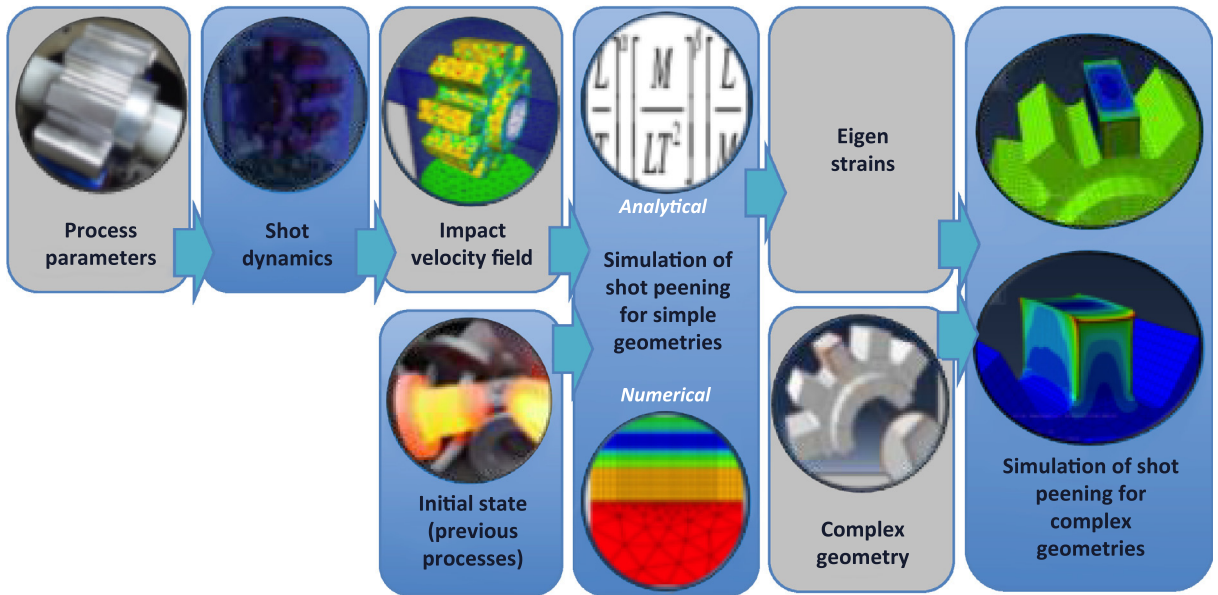 Process
parameters
Shot
dynamics
Impact
velocity field
Initial state
(previous
processes)
L
T
M
LT²
L
M
Analytical
Simulation of
shot peening
for simple
geometries
Numerical
Eigen
strains
Complex
geometry
Simulation of shot
peening for
complex
geometries